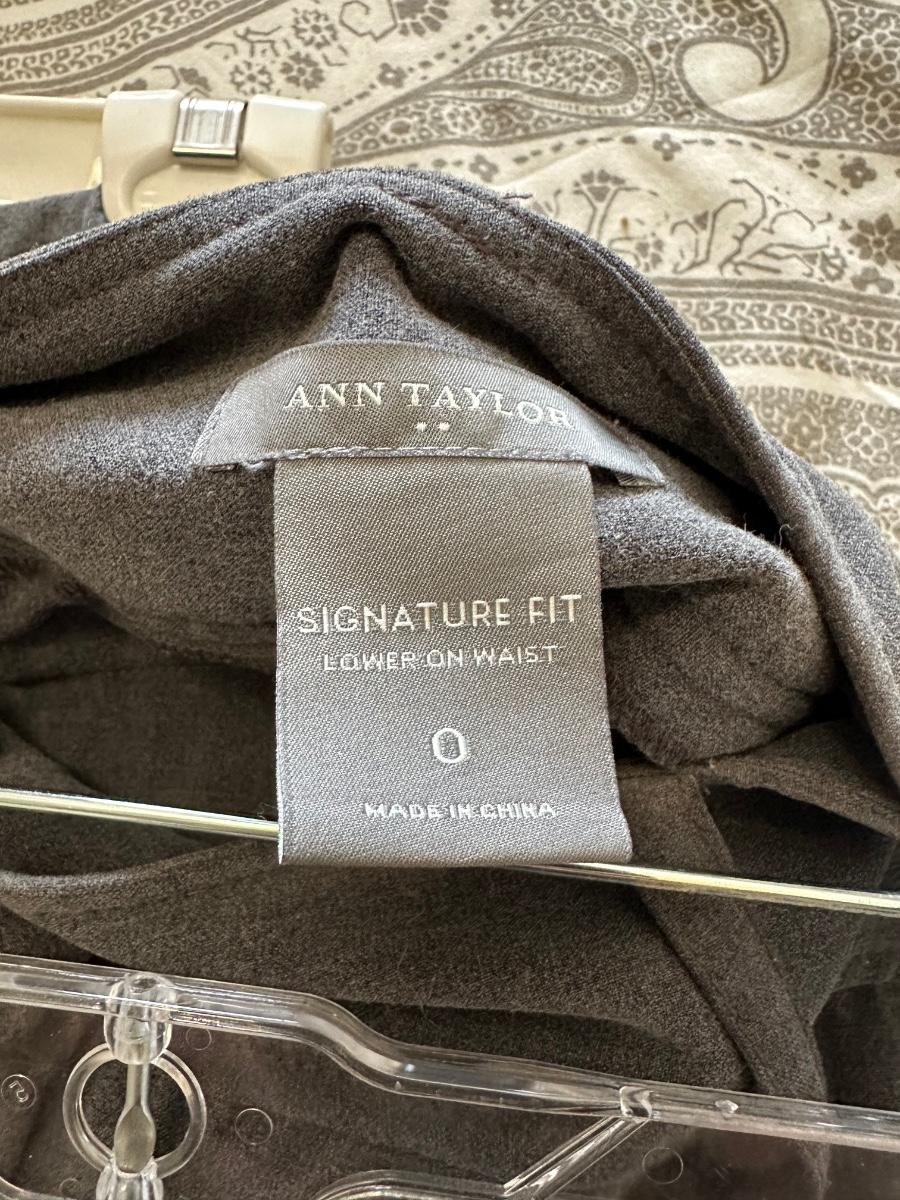 ANN TAYLOR
SIGNATURE FIT
LOWER ON WAIST
0
MADE IN CHINA